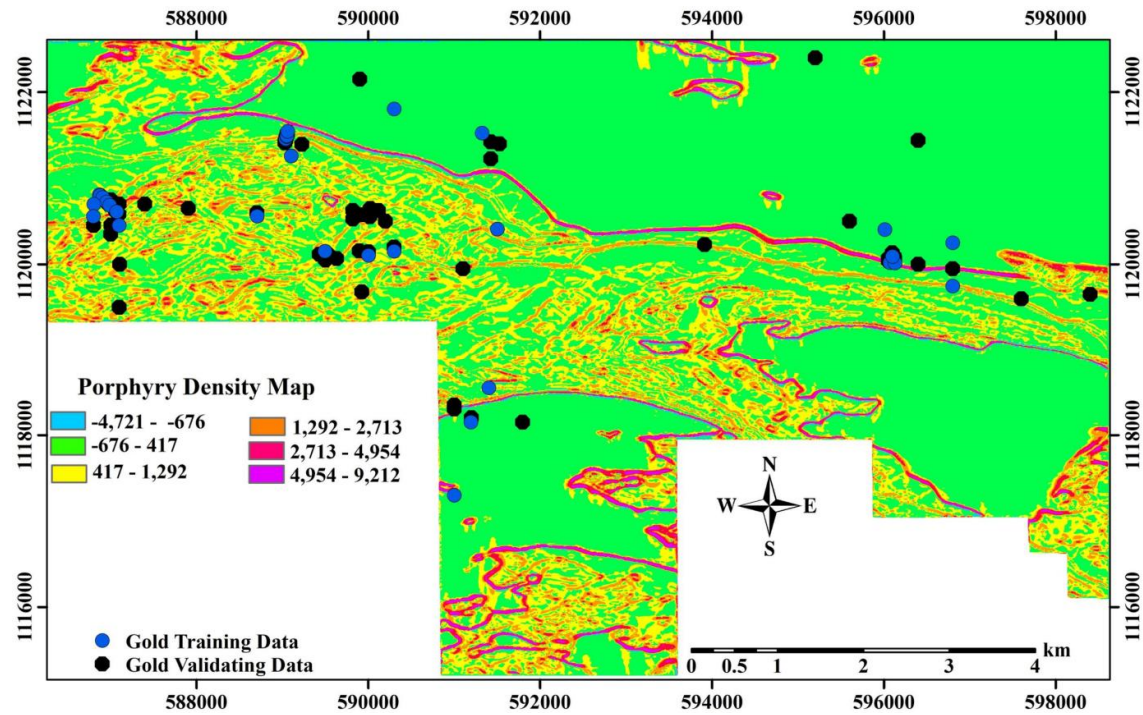 588000 590000 592000 594000 596000 598000
1122000 1122000
1120000 1120000
Porphyry Density Map
-4,721 - -676 1,292 - 2,713
-676 - 417 2,713 - 4,954
417 - 1,292 4,954 - 9,212
1118000 1118000
N
W E
S
1116000 1116000
Gold Training Data
Gold Validating Data
0 0.5 1 2 3 4 km
588000 590000 592000 594000 596000 598000